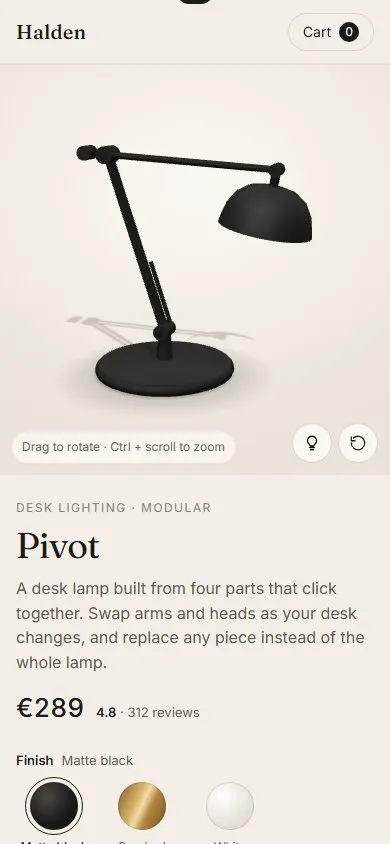 Halden
Cart 0
Drag to rotate · Ctrl + scroll to zoom
DESK LIGHTING · MODULAR
Pivot
A desk lamp built from four parts that click
together. Swap arms and heads as your desk
changes, and replace any piece instead of the
whole lamp.
€289 4.8 · 312 reviews
Finish Matte black